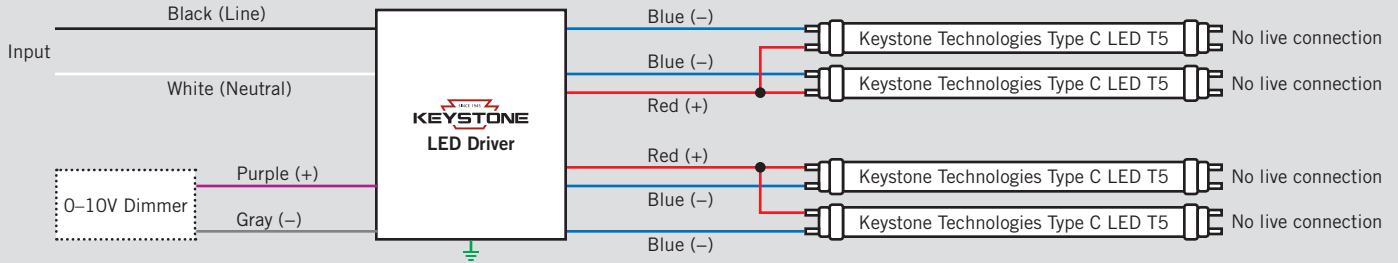 Black (Line)
Input
White (Neutral)
0–10V Dimmer
Purple (+)
Gray (–)
SINCE 1945
KEYSTONE
LED Driver
Blue (–)
Blue (–)
Red (+)
Red (+)
Blue (–)
Blue (–)
Keystone Technologies Type C LED T5
No live connection
Keystone Technologies Type C LED T5
No live connection
Keystone Technologies Type C LED T5
No live connection
Keystone Technologies Type C LED T5
No live connection